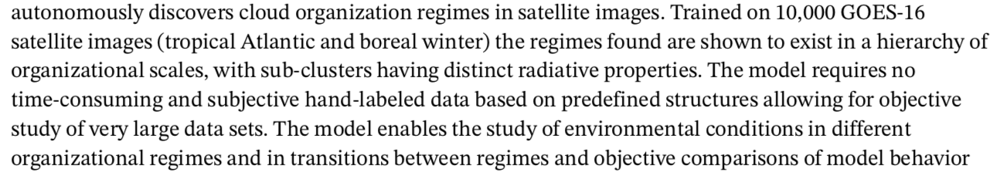 autonomously discovers cloud organization regimes in satellite images. Trained on 10,000 GOES-16
satellite images (tropical Atlantic and boreal winter) the regimes found are shown to exist in a hierarchy of
organizational scales, with sub-clusters having distinct radiative properties. The model requires no
time-consuming and subjective hand-labeled data based on predefined structures allowing for objective
study of very large data sets. The model enables the study of environmental conditions in different
organizational regimes and in transitions between regimes and objective comparisons of model behavior